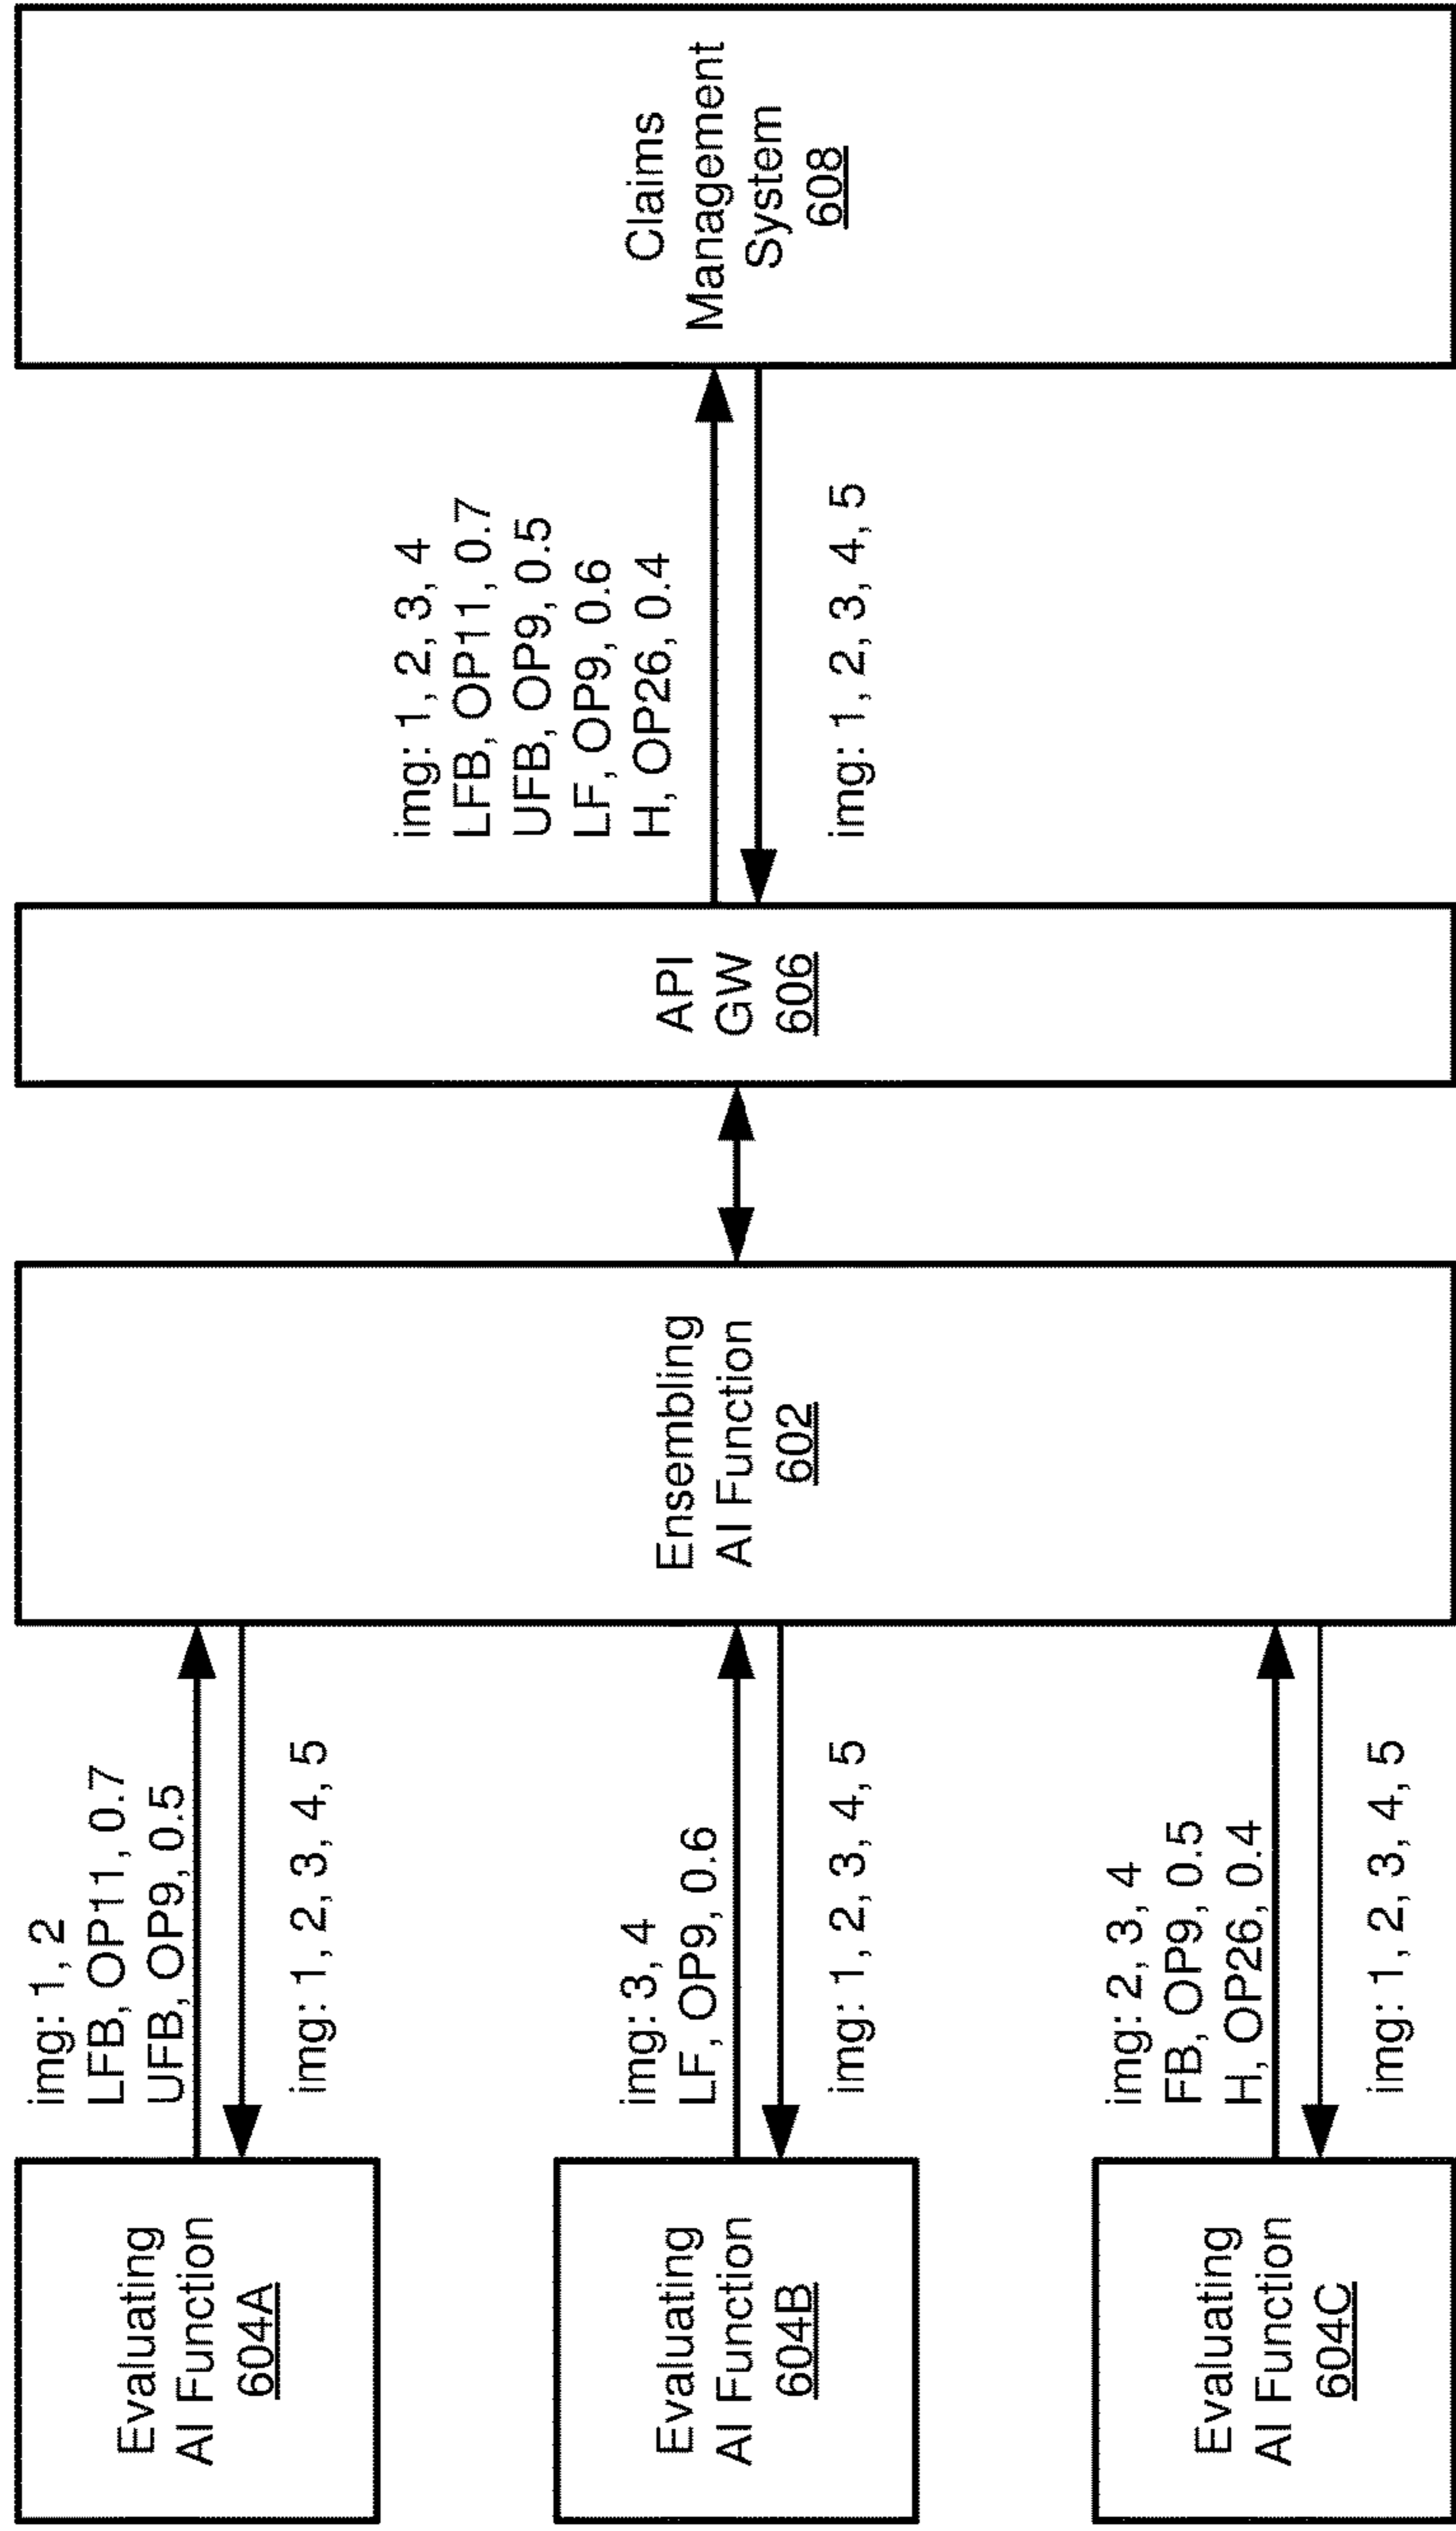 Evaluating
AI Function
604A
img: 1, 2
LFB, OP11, 0.7
UFB, OP9, 0.5
img: 1, 2, 3, 4, 5
Evaluating
AI Function
604B
img: 3, 4
LF, OP9, 0.6
img: 1, 2, 3, 4, 5
Evaluating
AI Function
604C
img: 2, 3, 4
FB, OP9, 0.5
H, OP26, 0.4
img: 1, 2, 3, 4, 5
Ensembling
AI Function
602
API
GW
606
img: 1, 2, 3, 4
LFB, OP11, 0.7
UFB, OP9, 0.5
LF, OP9, 0.6
H, OP26, 0.4
img: 1, 2, 3, 4, 5
Claims
Management
System
608